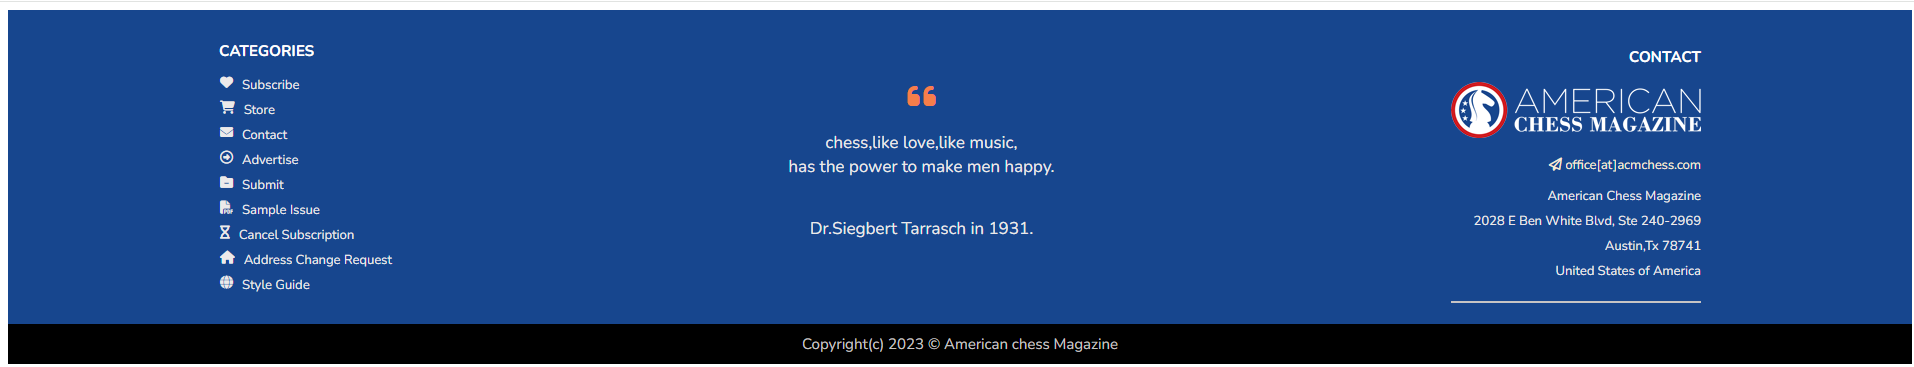 CATEGORIES
Subscribe
Store
Contact
Advertise
Submit
Sample Issue
Cancel Subscription
Address Change Request
Style Guide
chess,like love,like music,
has the power to make men happy.
Dr.Siegbert Tarrasch in 1931.
CONTACT
AMERICAN
CHESS MAGAZINE
office[at]acmchess.com
American Chess Magazine
2028 E Ben White Blvd, Ste 240-2969
Austin,Tx 78741
United States of America
Copyright(c) 2023 © American chess Magazine